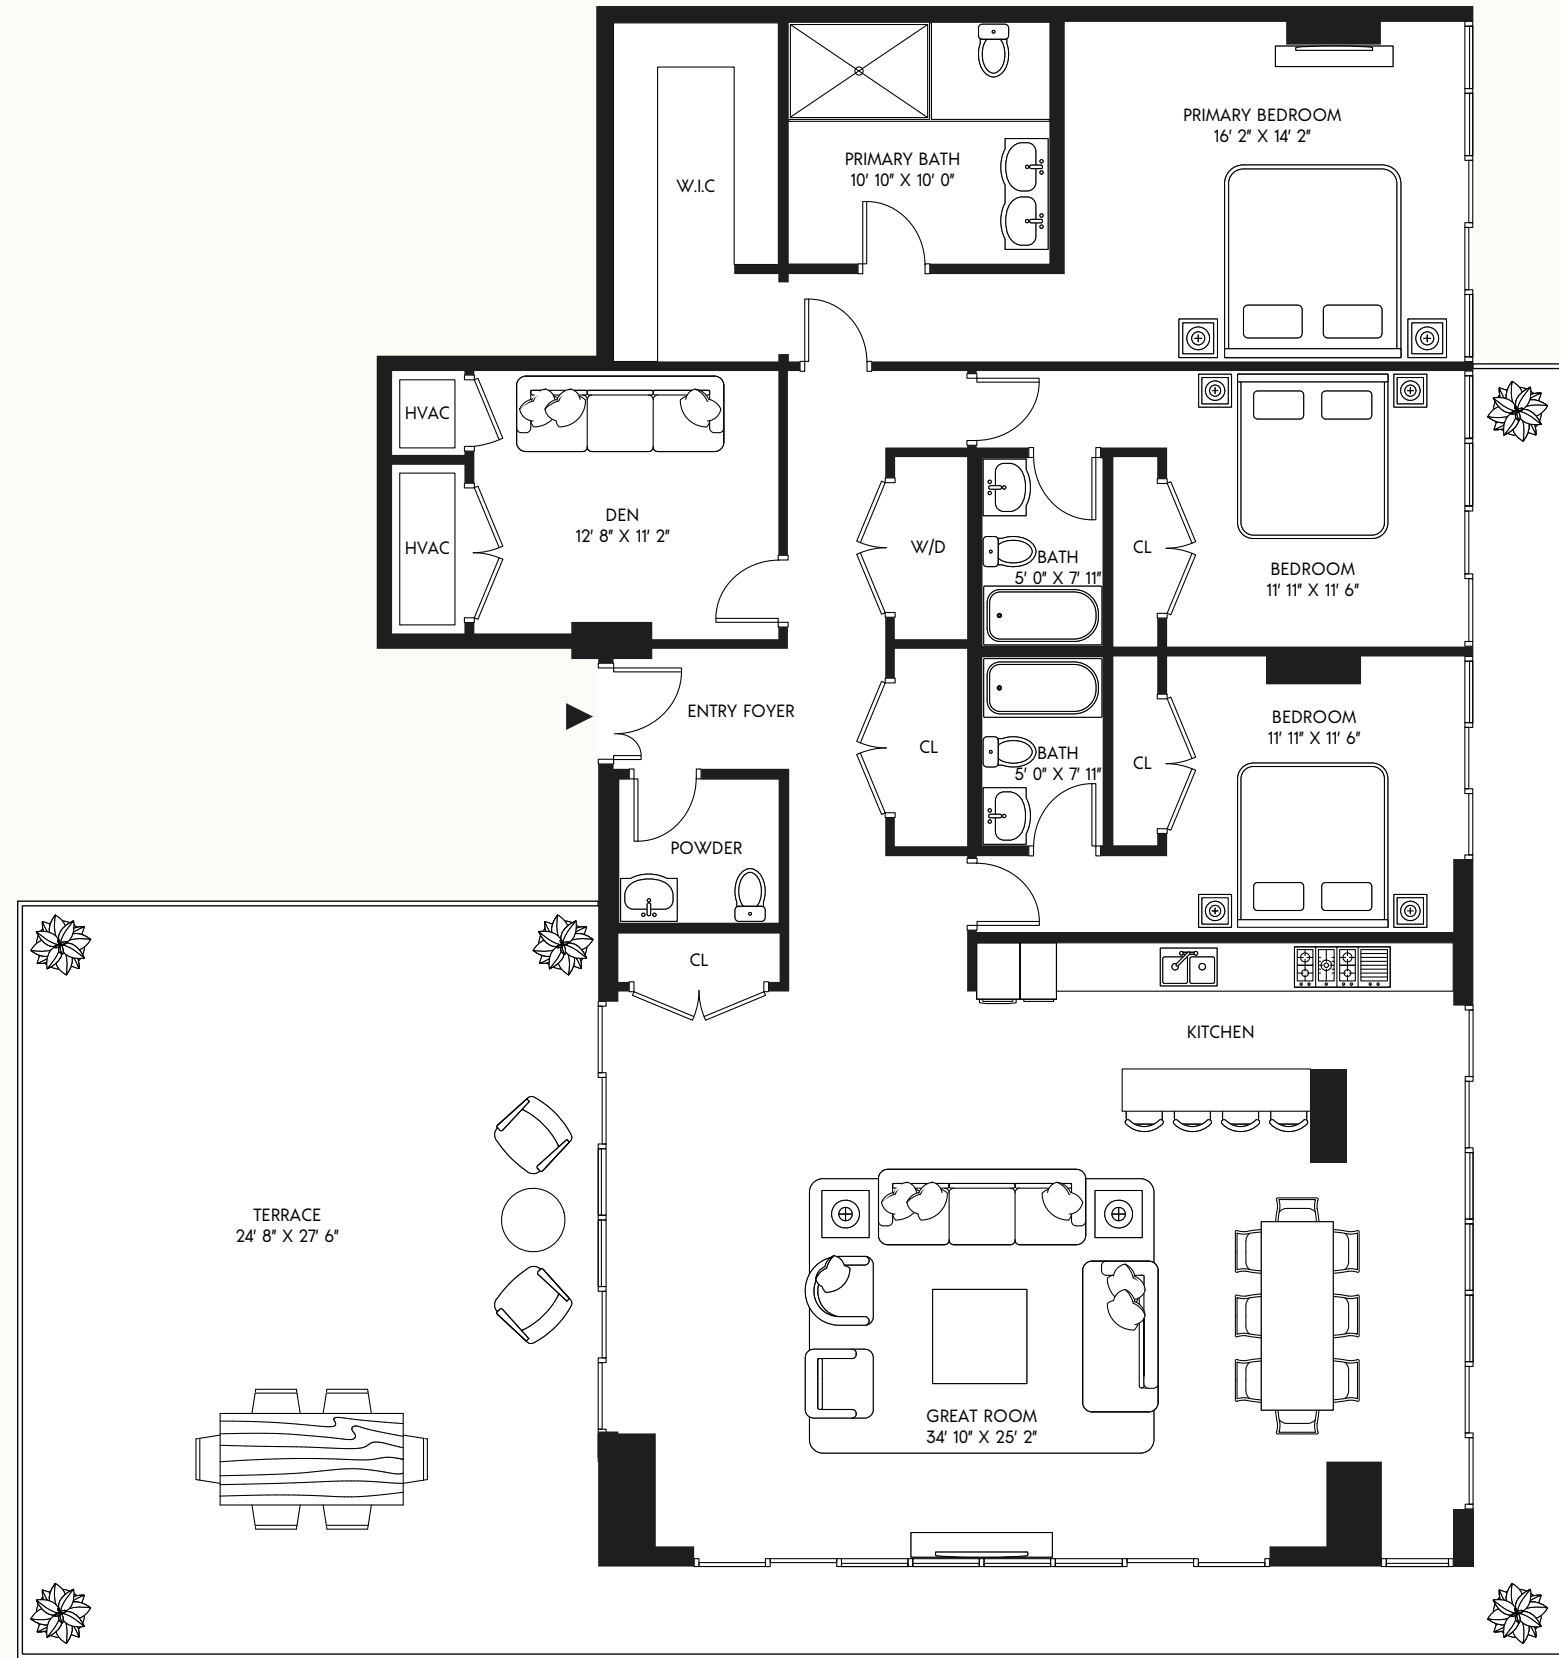 PRIMARY BEDROOM
16' 2" X 14' 2"
PRIMARY BATH
10' 10" X 10' 0"
W.I.C
HVAC
HVAC
DEN
12' 8" X 11' 2"
W/D
BATH
5' 0" X 7' 11"
CL
BEDROOM
11' 11" X 11' 6"
ENTRY FOYER
CL
BATH
5' 0" X 7' 11"
CL
BEDROOM
11' 11" X 11' 6"
POWDER
CL
KITCHEN
TERRACE
24' 8" X 27' 6"
GREAT ROOM
34' 10" X 25' 2"